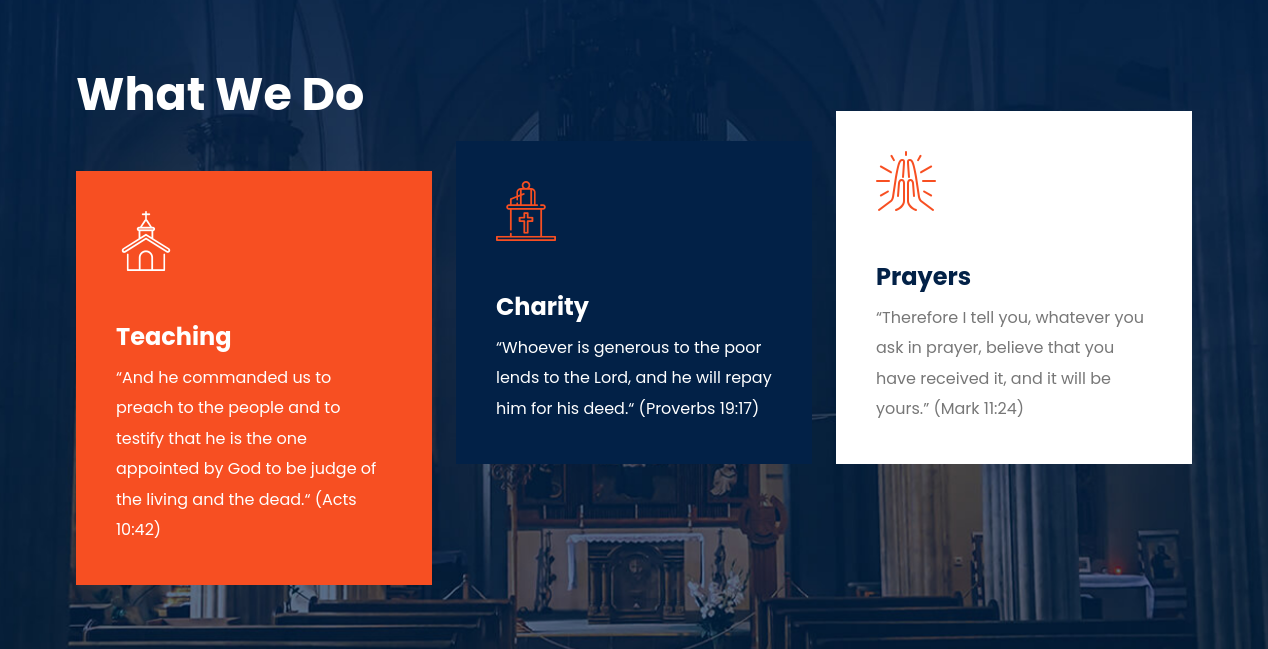 What We Do
Teaching
“And he commanded us to
preach to the people and to
testify that he is the one
appointed by God to be judge of
the living and the dead.“ (Acts
10:42)
Charity
“Whoever is generous to the poor
lends to the Lord, and he will repay
him for his deed.“ (Proverbs 19:17)
Prayers
“Therefore I tell you, whatever you
ask in prayer, believe that you
have received it, and it will be
yours.” (Mark 11:24)